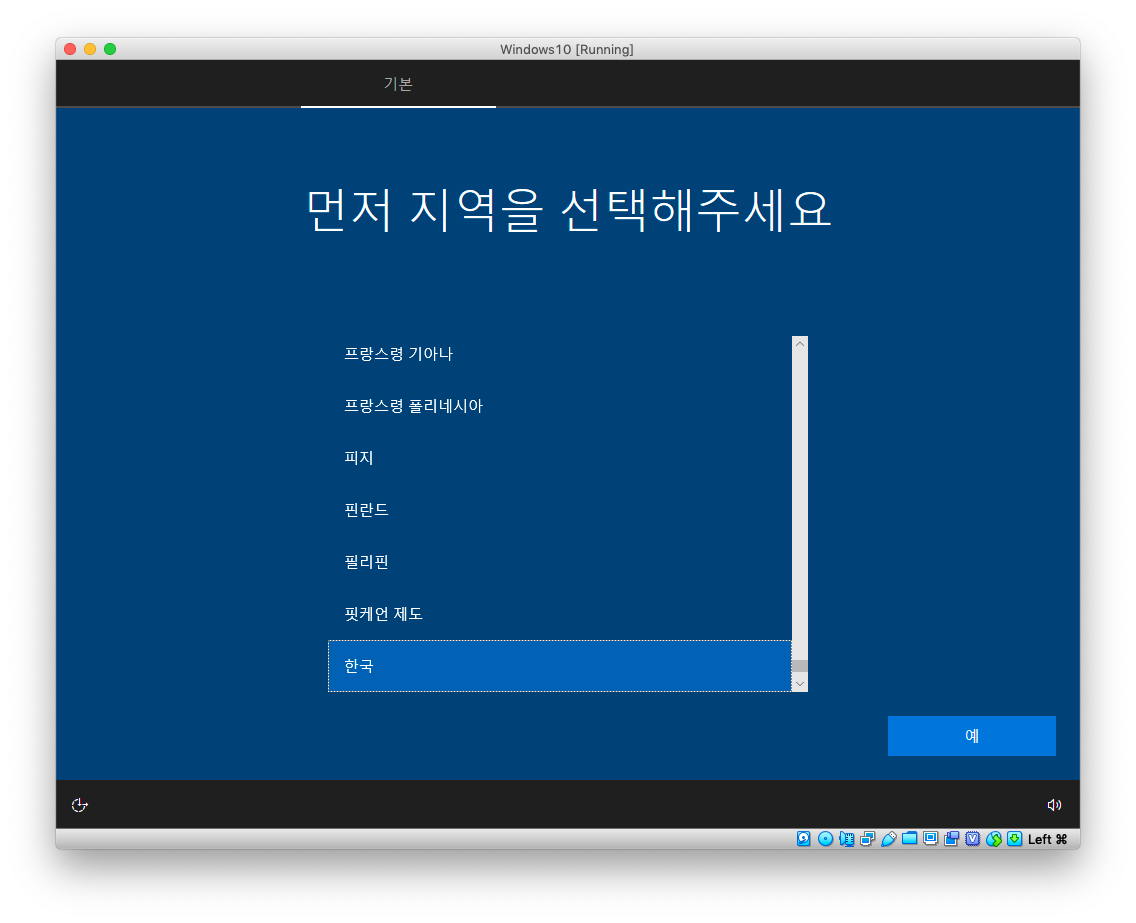 Windows10 [Running]
기본
먼저 지역을 선택해주세요
프랑스령 기아나
프랑스령 폴리네시아
피지
핀란드
필리핀
핏케언 제도
한국
예
Left ⌘